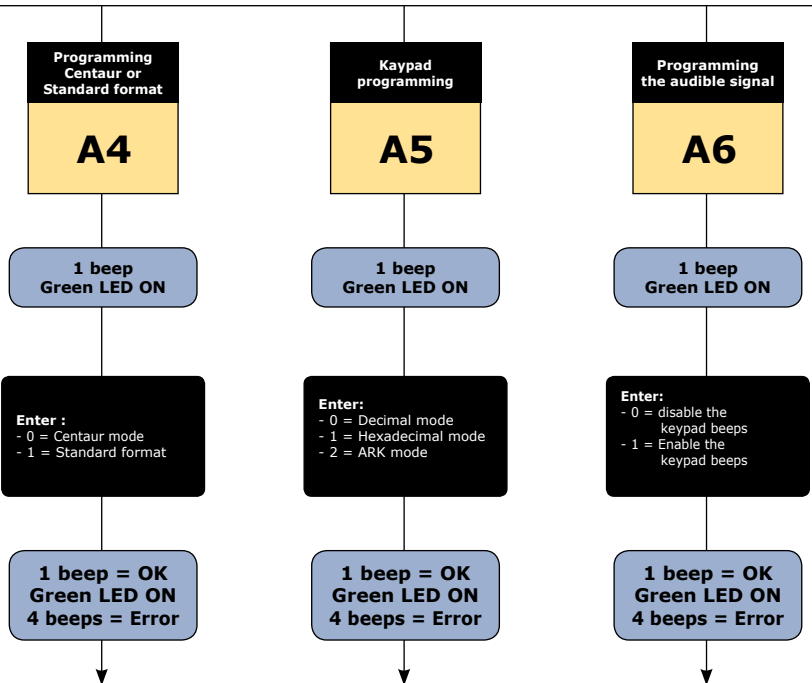 Programming
Centaur or
Standard format
A4
1 beep
Green LED ON
Enter :
- 0 = Centaur mode
- 1 = Standard format
1 beep = OK
Green LED ON
4 beeps = Error
Kaypad
programming
A5
1 beep
Green LED ON
Enter:
- 0 = Decimal mode
- 1 = Hexadecimal mode
- 2 = ARK mode
1 beep = OK
Green LED ON
4 beeps = Error
Programming
the audible signal
A6
1 beep
Green LED ON
Enter:
- 0 = disable the
keypad beeps
- 1 = Enable the
keypad beeps
1 beep = OK
Green LED ON
4 beeps = Error